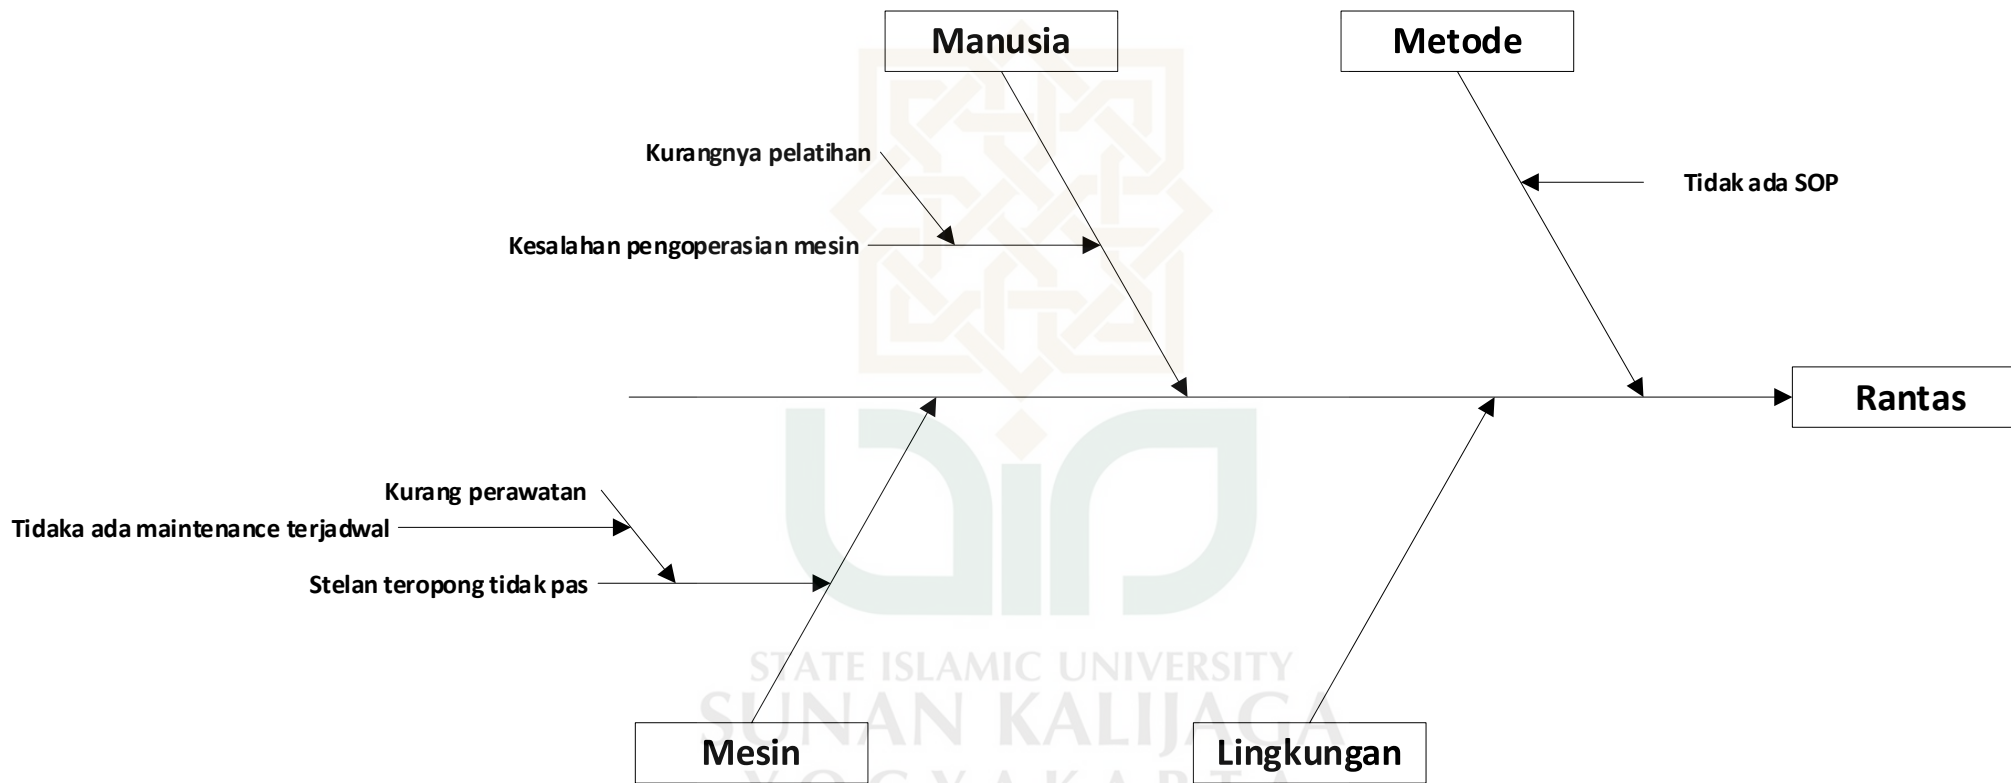 Manusia
Metode
Kurangnya pelatihan
Tidak ada SOP
Kesalahan pengoperasian mesin
Rantas
Kurang perawatan
Tidaka ada maintenance terjadwal
Stelan teropong tidak pas
STATE ISLAMIC UNIVERSITY
SUNAN KALIJAGA
YOGYAKARTA
Mesin
Lingkungan